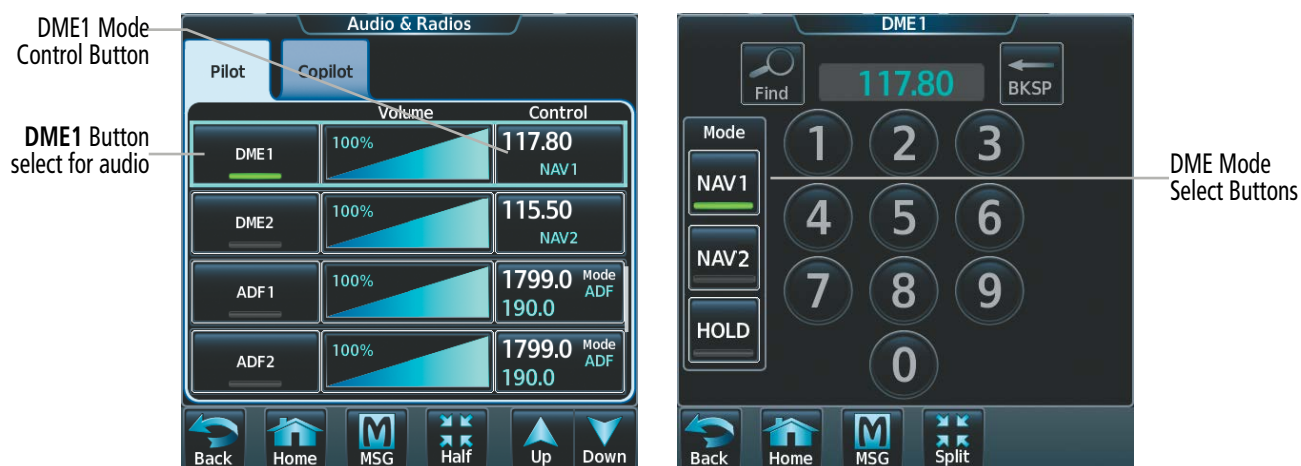 DME1 Mode
Control Button
DME1 Button
select for audio
Audio & Radios
Pilot
Copilot
Volume
Control
DME1
100%
117.80
NAV1
DME2
100%
115.50
NAV2
ADF1
100%
1799.0 Mode
ADF
190.0
ADF2
100%
1799.0 Mode
ADF
190.0
Back
Home
MSG
Half
Up
Down
DME1
Find
117.80
BKSP
Mode
NAV1
NAV2
HOLD
1 2 3
4 5 6
7 8 9
0
Back
Home
MSG
Split
DME Mode
Select Buttons